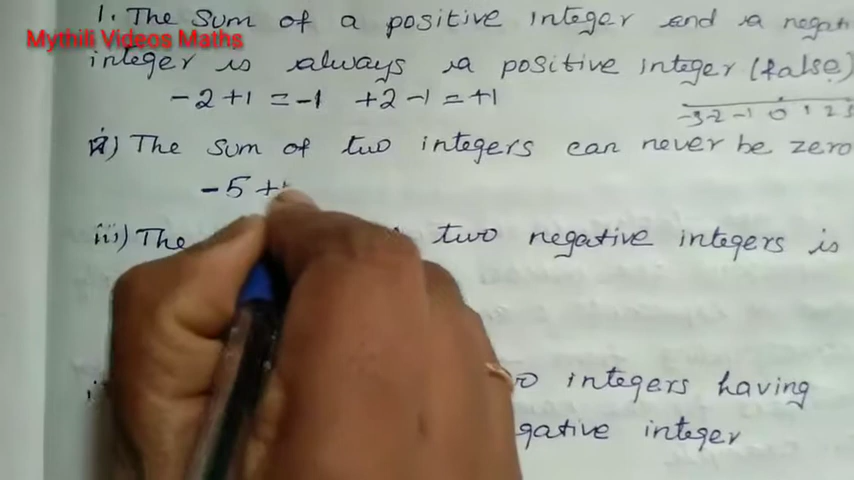 1. The sum of a positive integer and a negati
Mythili Videos Maths
integer is always a positive integer (false)
-2+1 = -1 +2-1 = +1
-3 -2 -1 0 1 2 3
ii) The sum of two integers can never be zero
-5 +
iii) The two negative integers is
integers having
gative integer